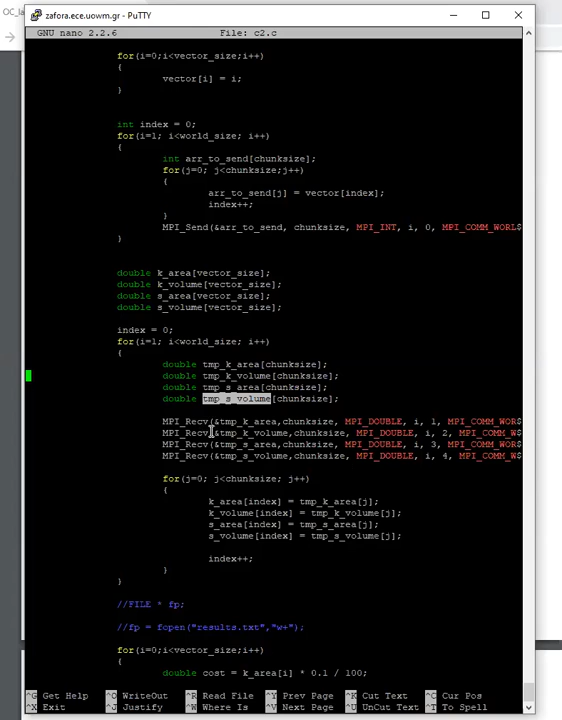 OC_la
zafora.ece.uowm.gr - PuTTY
GNU nano 2.2.6 File: c2.c
for(i=0;i<vector_size;i++)
{
vector[i] = i;
}
int index = 0;
for(i=1; i<world_size; i++)
{
int arr_to_send[chunksize];
for(j=0; j<chunksize;j++)
{
arr_to_send[j] = vector[index];
index++;
}
MPI_Send(&arr_to_send, chunksize, MPI_INT, i, 0, MPI_COMM_WORL$
}
double k_area[vector_size];
double k_volume[vector_size];
double s_area[vector_size];
double s_volume[vector_size];
index = 0;
for(i=1; i<world_size; i++)
{
double tmp_k_area[chunksize];
double tmp_k_volume[chunksize];
double tmp_s_area[chunksize];
double tmp_s_volume[chunksize];
MPI_Recv(&tmp_k_area,chunksize, MPI_DOUBLE, i, 1, MPI_COMM_WOR$
MPI_Recv(&tmp_k_volume,chunksize, MPI_DOUBLE, i, 2, MPI_COMM_W$
MPI_Recv(&tmp_s_area,chunksize, MPI_DOUBLE, i, 3, MPI_COMM_WOR$
MPI_Recv(&tmp_s_volume,chunksize, MPI_DOUBLE, i, 4, MPI_COMM_W$
for(j=0; j<chunksize; j++)
{
k_area[index] = tmp_k_area[j];
k_volume[index] = tmp_k_volume[j];
s_area[index] = tmp_s_area[j];
s_volume[index] = tmp_s_volume[j];
index++;
}
}
//FILE * fp;
//fp = fopen("results.txt","w+");
for(i=0;i<vector_size;i++)
{
double cost = k_area[i] * 0.1 / 100;
^G Get Help ^O WriteOut ^R Read File ^Y Prev Page ^K Cut Text ^C Cur Pos
^X Exit ^J Justify ^W Where Is ^V Next Page ^U UnCut Text ^T To Spell